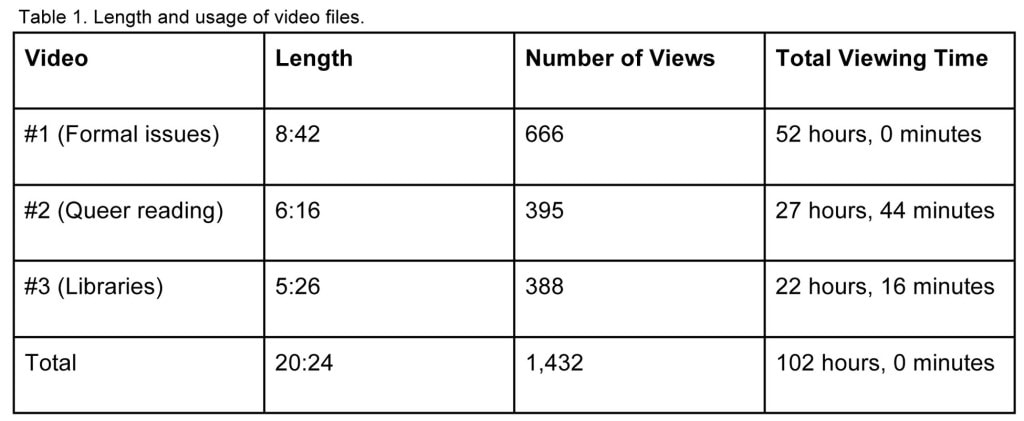 Table 1. Length and usage of video files.
Video Length Number of Views Total Viewing Time
#1 (Formal issues) 8:42 666 52 hours, 0 minutes
#2 (Queer reading) 6:16 395 27 hours, 44 minutes
#3 (Libraries) 5:26 388 22 hours, 16 minutes
Total 20:24 1,432 102 hours, 0 minutes